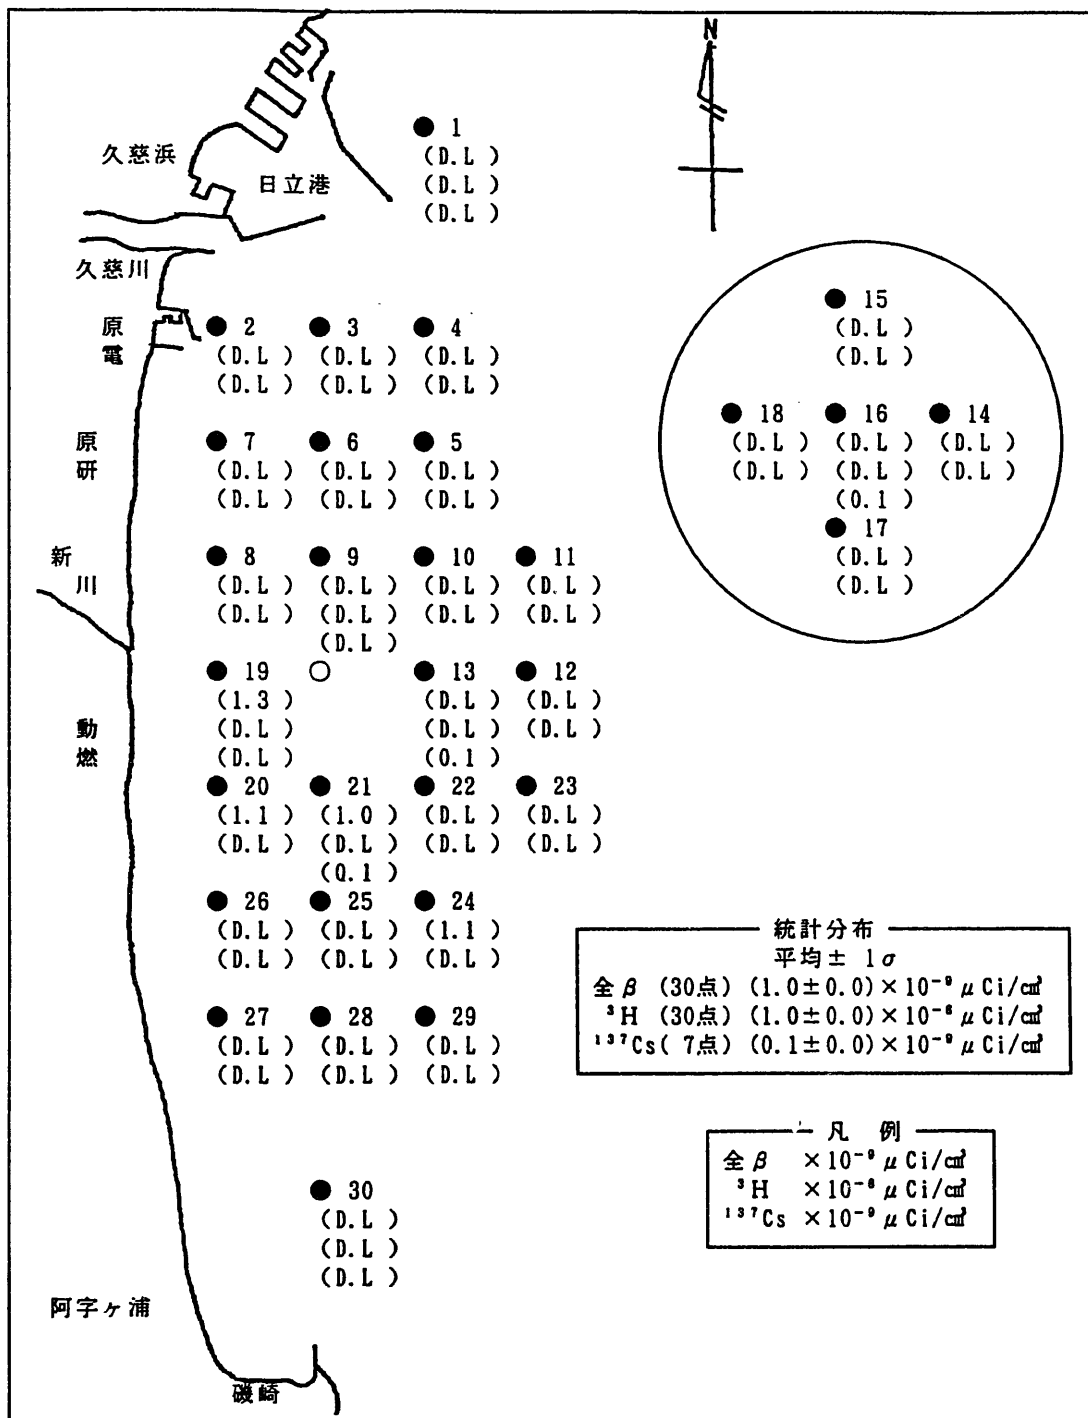 N
● 1
(D.L )
(D.L )
(D.L )
久慈浜
日立港
久慈川
原電
● 2 ● 3 ● 4
(D.L ) (D.L ) (D.L )
(D.L ) (D.L ) (D.L )
● 15
(D.L )
(D.L )
● 18 ● 16 ● 14
(D.L ) (D.L ) (D.L )
(D.L ) (D.L ) (D.L )
(0.1 )
● 17
(D.L )
(D.L )
原研
● 7 ● 6 ● 5
(D.L ) (D.L ) (D.L )
(D.L ) (D.L ) (D.L )
新川
● 8 ● 9 ● 10 ● 11
(D.L ) (D.L ) (D.L ) (D.L )
(D.L ) (D.L ) (D.L ) (D.L )
(D.L )
動燃
● 19 ○ ● 13 ● 12
(1.3 ) (D.L ) (D.L )
(D.L ) (D.L ) (D.L )
(D.L ) (0.1 )
● 20 ● 21 ● 22 ● 23
(1.1 ) (1.0 ) (D.L ) (D.L )
(D.L ) (D.L ) (D.L ) (D.L )
(0.1 )
● 26 ● 25 ● 24
(D.L ) (D.L ) (1.1 )
(D.L ) (D.L ) (D.L )
● 27 ● 28 ● 29
(D.L ) (D.L ) (D.L )
(D.L ) (D.L ) (D.L )
統計分布
平均± 1σ
全β (30点) (1.0±0.0)×10⁻⁹ μCi/cm³
³H (30点) (1.0±0.0)×10⁻⁶ μCi/cm³
¹³⁷Cs( 7点) (0.1±0.0)×10⁻⁹ μCi/cm³
凡 例
全β ×10⁻⁹ μCi/cm³
³H ×10⁻⁶ μCi/cm³
¹³⁷Cs ×10⁻⁹ μCi/cm³
● 30
(D.L )
(D.L )
(D.L )
阿字ヶ浦
磯崎